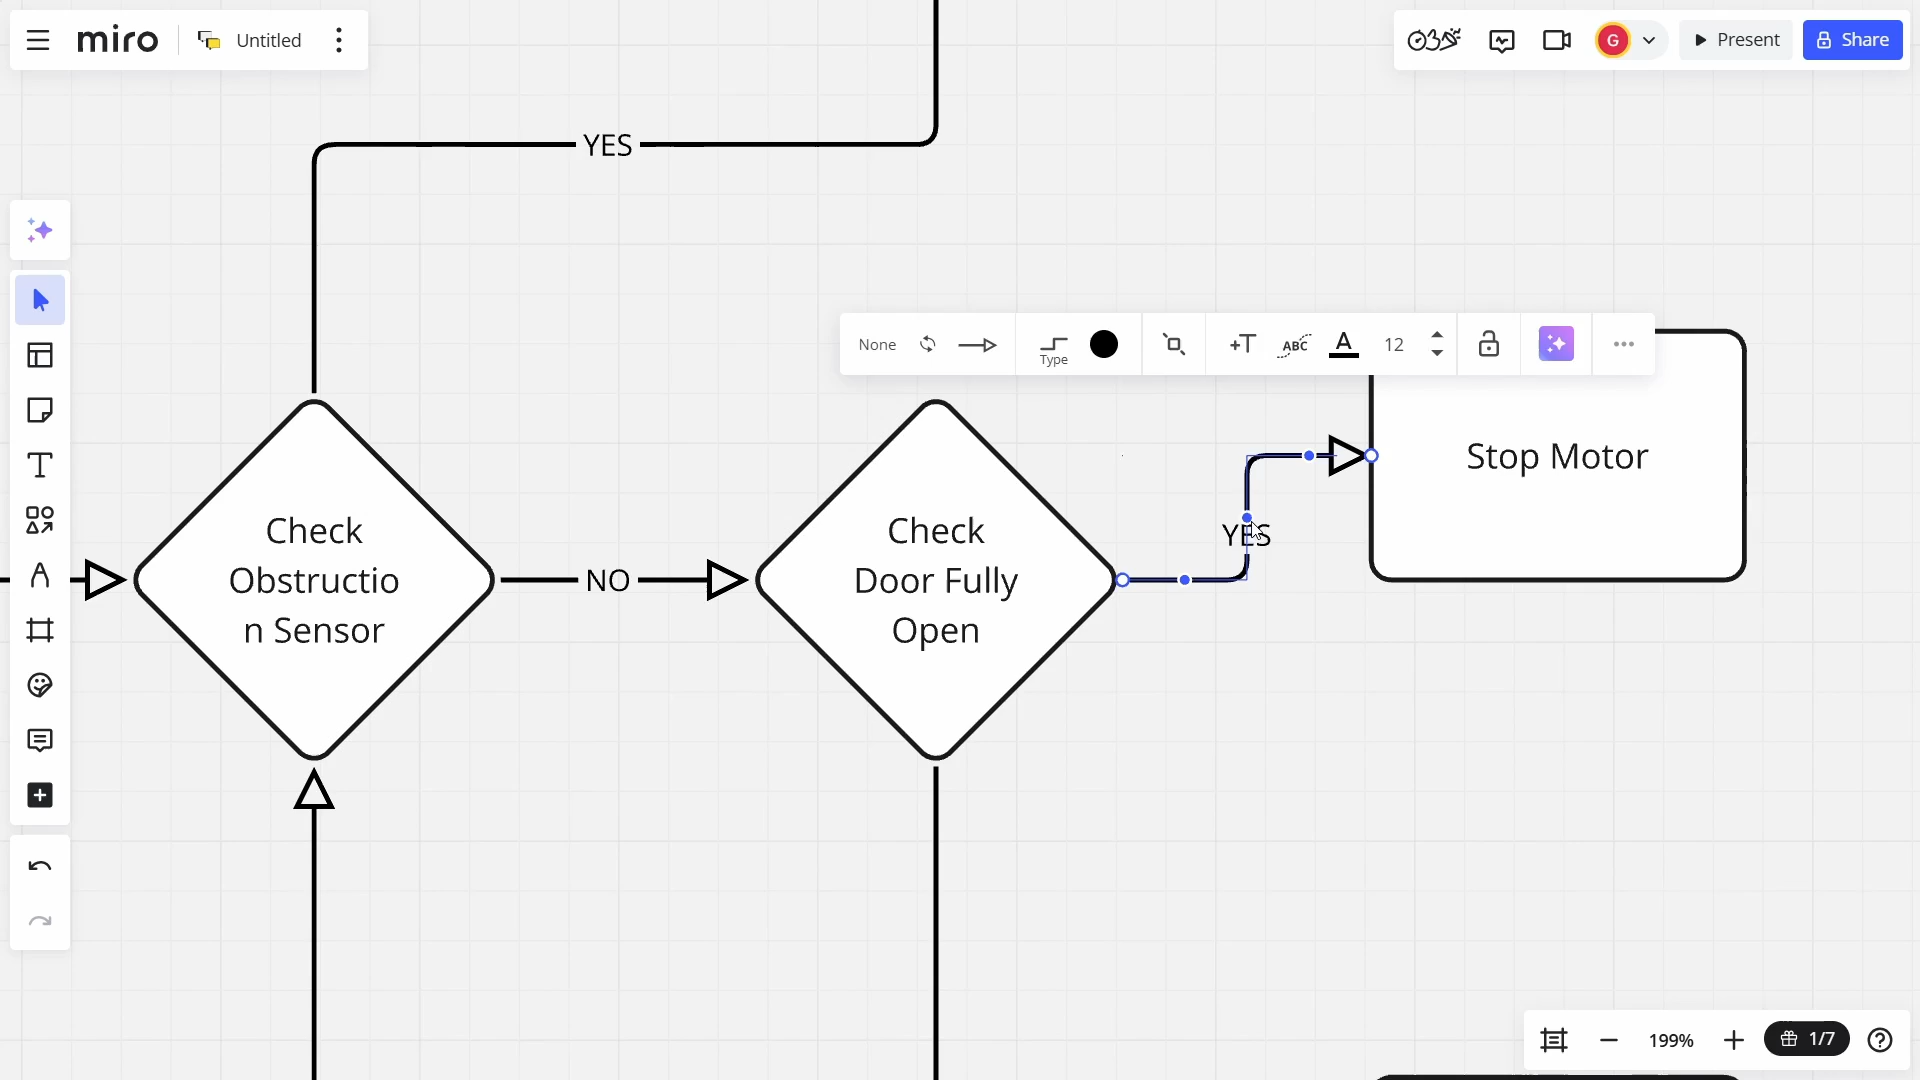 miro
Untitled
G
Present
Share
YES
None
Type
ABC
A
12
Stop Motor
YES
Check
Obstructio
n Sensor
NO
Check
Door Fully
Open
199%
1/7